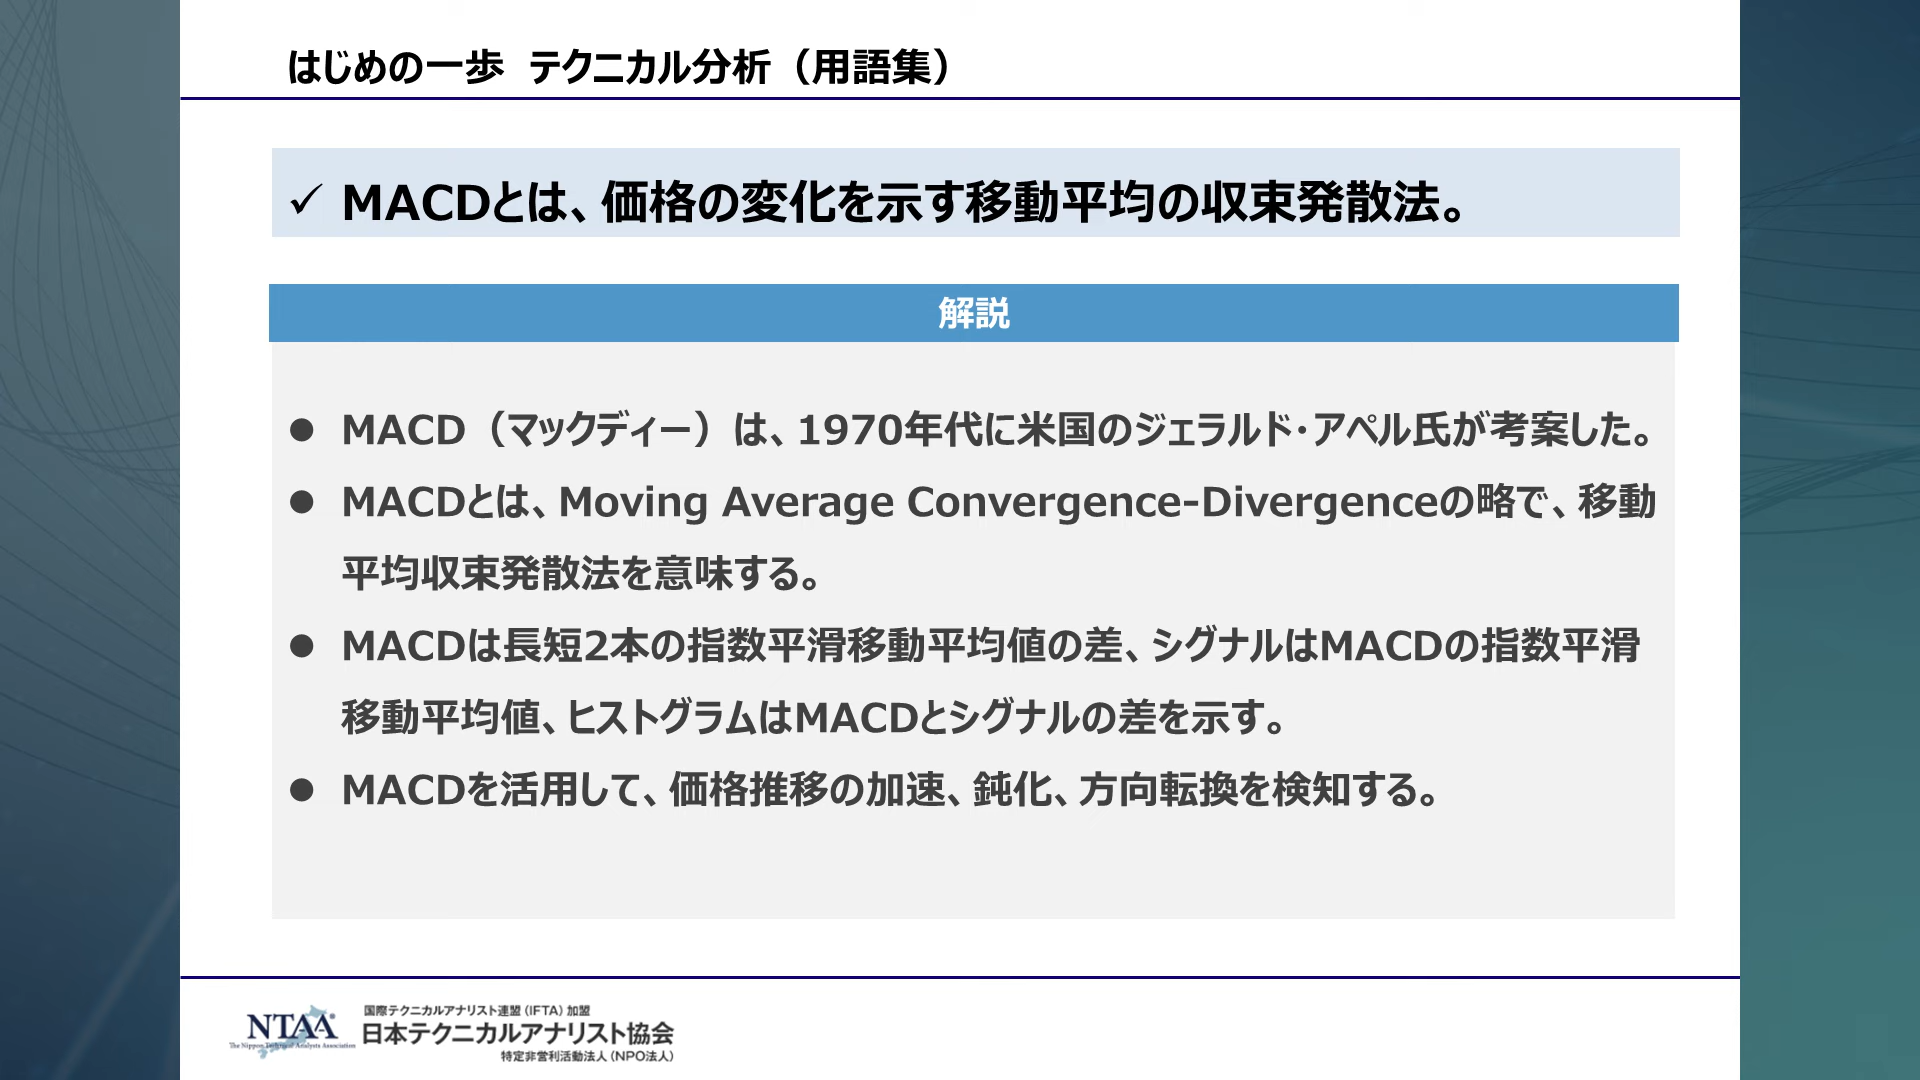 はじめの一歩 テクニカル分析（用語集）
✓ MACDとは、価格の変化を示す移動平均の収束発散法。
解説
● MACD（マックディー）は、1970年代に米国のジェラルド・アペル氏が考案した。
● MACDとは、Moving Average Convergence-Divergenceの略で、移動
平均収束発散法を意味する。
● MACDは長短2本の指数平滑移動平均値の差、シグナルはMACDの指数平滑
移動平均値、ヒストグラムはMACDとシグナルの差を示す。
● MACDを活用して、価格推移の加速、鈍化、方向転換を検知する。
NTAA®
The Nippon Technical Analysts Association
国際テクニカルアナリスト連盟（IFTA）加盟
日本テクニカルアナリスト協会
特定非営利活動法人（NPO法人）